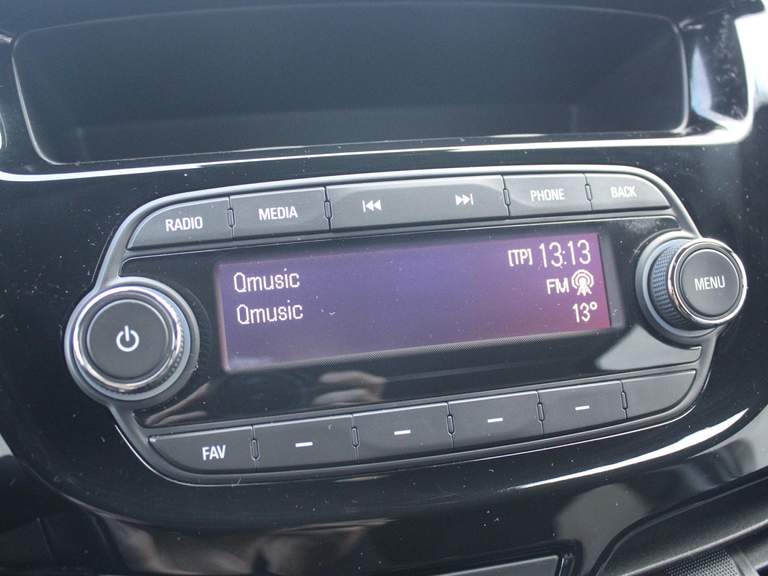 RADIO MEDIA PHONE BACK
Qmusic [TP] 13:13
FM
Qmusic 13°
MENU
FAV